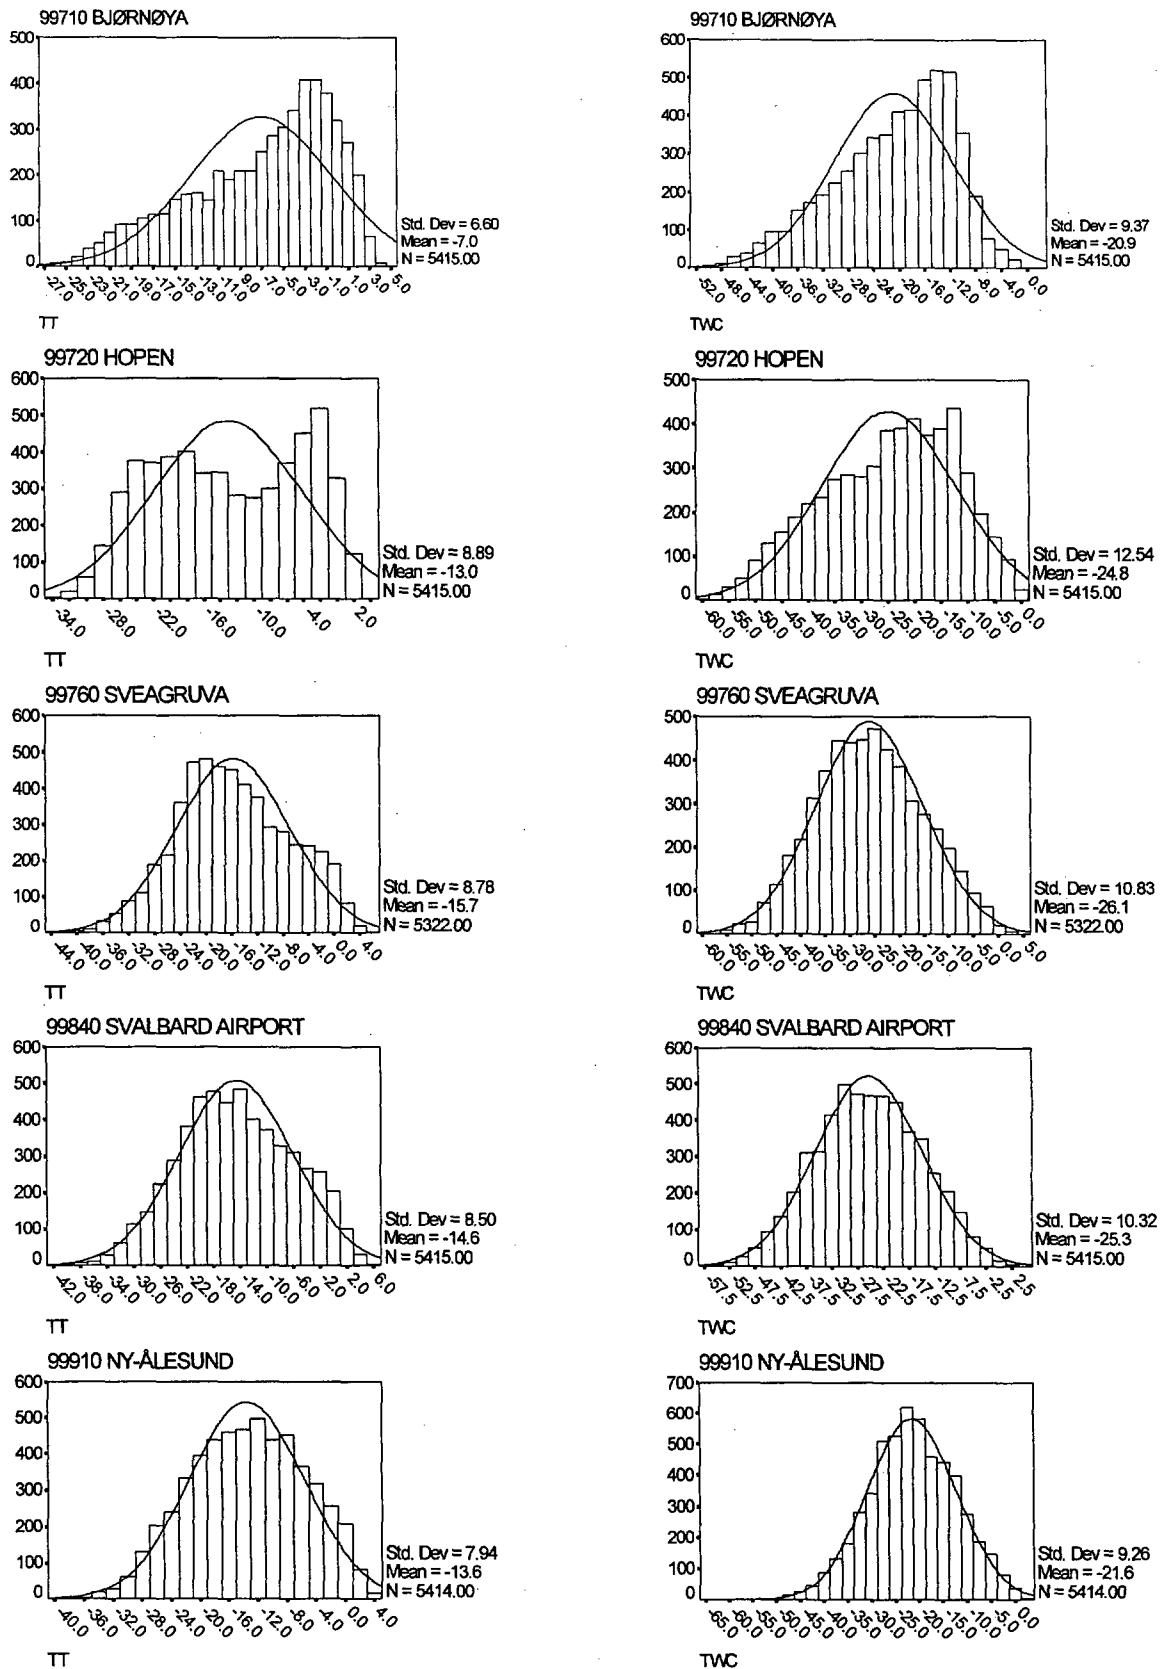 99710 BJØRNØYA
500
400
300
200
100
0
-27.0 -25.0 -23.0 -21.0 -19.0 -17.0 -15.0 -13.0 -11.0 9.0 -7.0 -5.0 -3.0 -1.0 1.0 3.0 5.0
Std. Dev = 6.60
Mean = -7.0
N = 5415.00
TT
99710 BJØRNØYA
600
500
400
300
200
100
0
-52.0 -48.0 -44.0 -40.0 -36.0 -32.0 -28.0 -24.0 -20.0 -16.0 -12.0 -8.0 -4.0 0.0
Std. Dev = 9.37
Mean = -20.9
N = 5415.00
TWC
99720 HOPEN
600
500
400
300
200
100
0
-34.0 -28.0 -22.0 -16.0 -10.0 -4.0 2.0
Std. Dev = 8.89
Mean = -13.0
N = 5415.00
TT
99720 HOPEN
500
400
300
200
100
0
-60.0 -55.0 -50.0 -45.0 -40.0 -35.0 -30.0 -25.0 -20.0 -15.0 -10.0 -5.0 0.0
Std. Dev = 12.54
Mean = -24.8
N = 5415.00
TWC
99760 SVEAGRUVA
600
500
400
300
200
100
0
-44.0 -40.0 -36.0 -32.0 -28.0 -24.0 -20.0 -16.0 -12.0 -8.0 -4.0 0.0 4.0
Std. Dev = 8.78
Mean = -15.7
N = 5322.00
TT
99760 SVEAGRUVA
500
400
300
200
100
0
-60.0 -55.0 -50.0 -45.0 -40.0 -35.0 -30.0 -25.0 -20.0 -15.0 -10.0 -5.0 0.0 5.0
Std. Dev = 10.83
Mean = -26.1
N = 5322.00
TWC
99840 SVALBARD AIRPORT
600
500
400
300
200
100
0
-42.0 -38.0 -34.0 -30.0 -26.0 -22.0 -18.0 -14.0 -10.0 -6.0 -2.0 2.0 6.0
Std. Dev = 8.50
Mean = -14.6
N = 5415.00
TT
99840 SVALBARD AIRPORT
600
500
400
300
200
100
0
-57.5 -52.5 -47.5 -42.5 -37.5 -32.5 -27.5 -22.5 -17.5 -12.5 -7.5 -2.5 2.5
Std. Dev = 10.32
Mean = -25.3
N = 5415.00
TWC
99910 NY-ÅLESUND
600
500
400
300
200
100
0
-40.0 -36.0 -32.0 -28.0 -24.0 -20.0 -16.0 -12.0 -8.0 -4.0 0.0 4.0
Std. Dev = 7.94
Mean = -13.6
N = 5414.00
TT
99910 NY-ÅLESUND
700
600
500
400
300
200
100
0
-65.0 -60.0 -55.0 -50.0 -45.0 -40.0 -35.0 -30.0 -25.0 -20.0 -15.0 -10.0 -5.0 0.0
Std. Dev = 9.26
Mean = -21.6
N = 5414.00
TWC